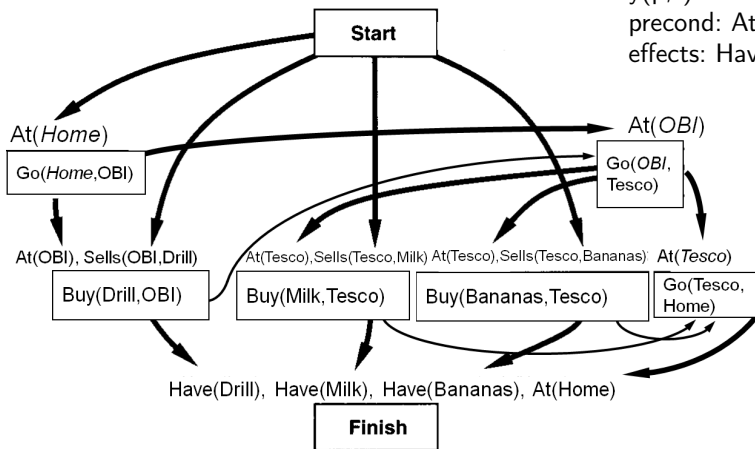 y(p,
precond: At
effects: Hav
Start
At(Home)
At(OBI)
Go(Home,OBI)
Go(OBI,
Tesco)
At(OBI), Sells(OBI,Drill)
At(Tesco),Sells(Tesco,Milk)
At(Tesco),Sells(Tesco,Bananas)
At(Tesco)
Buy(Drill,OBI)
Buy(Milk,Tesco)
Buy(Bananas,Tesco)
Go(Tesco,
Home)
Have(Drill), Have(Milk), Have(Bananas), At(Home)
Finish